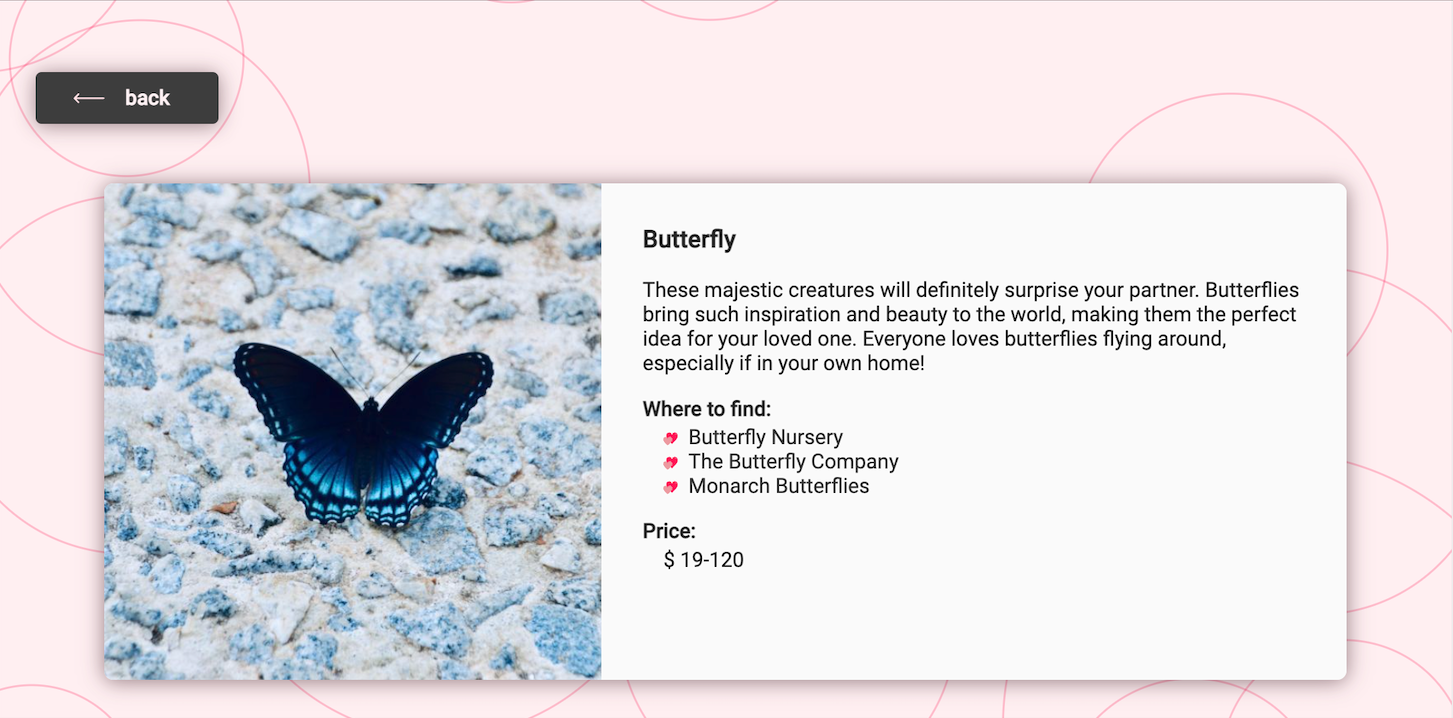 back
Butterfly
These majestic creatures will definitely surprise your partner. Butterflies
bring such inspiration and beauty to the world, making them the perfect
idea for your loved one. Everyone loves butterflies flying around,
especially if in your own home!
Where to find:
Butterfly Nursery
The Butterfly Company
Monarch Butterflies
Price:
$ 19-120